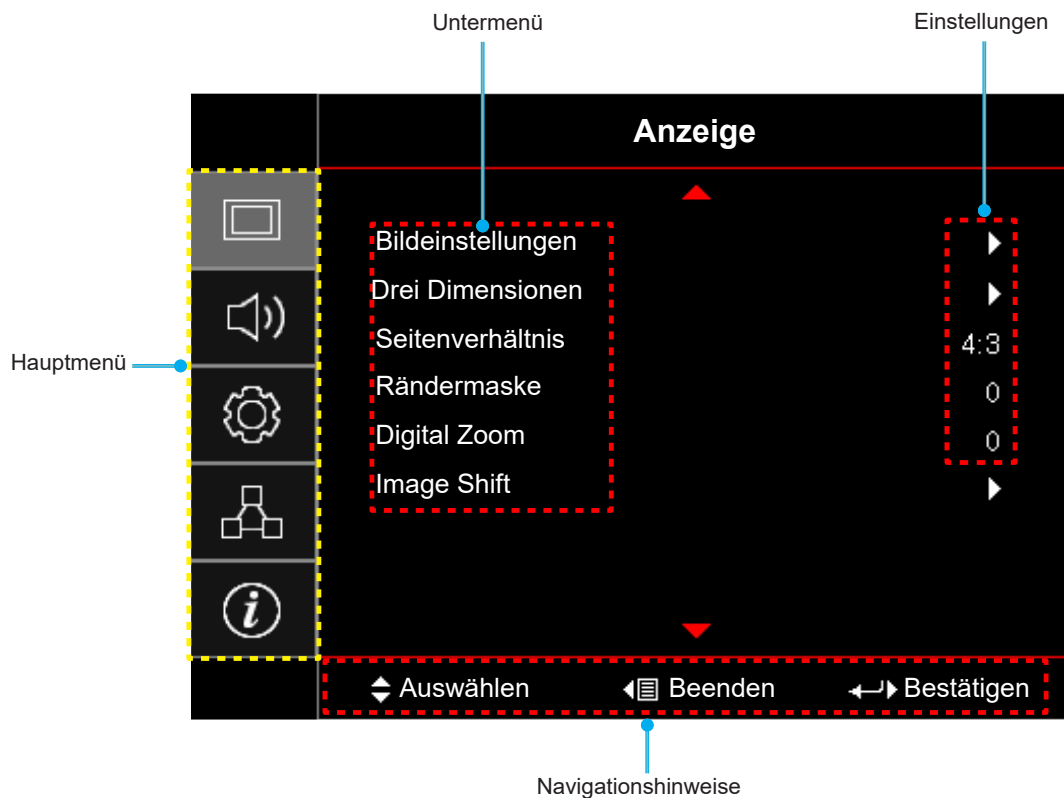 Untermenü
Einstellungen
Anzeige
Bildeinstellungen
Drei Dimensionen
Seitenverhältnis 4:3
Hauptmenü
Rändermaske 0
Digital Zoom 0
Image Shift
i
Auswählen Beenden Bestätigen
Navigationshinweise